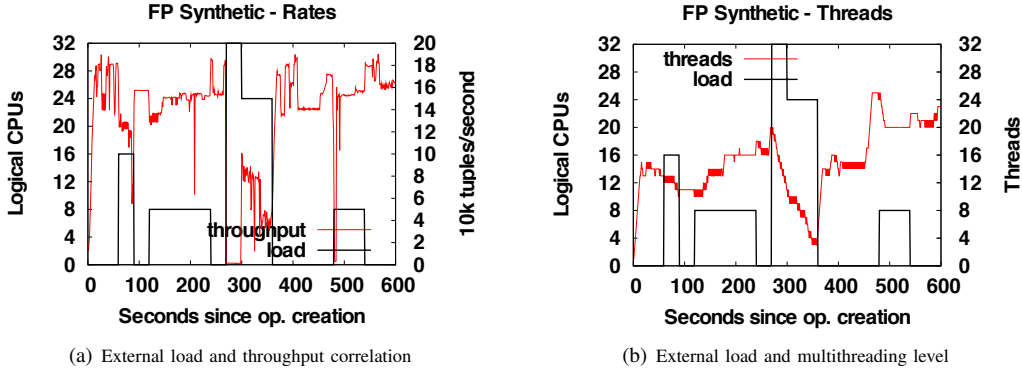 FP Synthetic - Rates
32
28
24
20
16
12
8
4
0
Logical CPUs
20
18
16
14
12
10
8
6
4
2
0
10k tuples/second
throughput
load
0 100 200 300 400 500 600
Seconds since op. creation
(a) External load and throughput correlation
FP Synthetic - Threads
32
28
24
20
16
12
8
4
0
Logical CPUs
32
28
24
20
16
12
8
4
0
Threads
threads
load
0 100 200 300 400 500 600
Seconds since op. creation
(b) External load and multithreading level